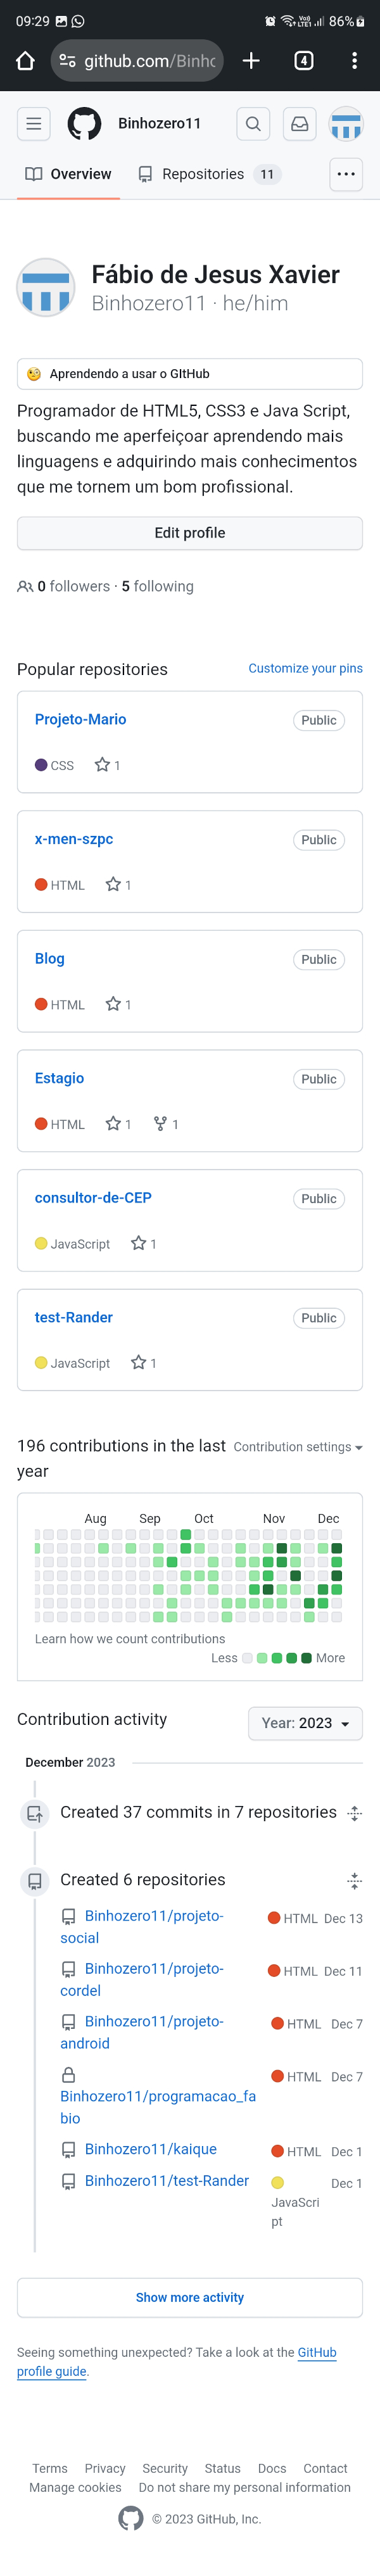 09:29 86%
github.com/Binhc 4
Binhozero11
Overview Repositories 11
Fábio de Jesus Xavier
Binhozero11 · he/him
Aprendendo a usar o GItHub
Programador de HTML5, CSS3 e Java Script,
buscando me aperfeiçoar aprendendo mais
linguagens e adquirindo mais conhecimentos
que me tornem um bom profissional.
Edit profile
0 followers · 5 following
Popular repositories Customize your pins
Projeto-Mario Public
CSS 1
x-men-szpc Public
HTML 1
Blog Public
HTML 1
Estagio Public
HTML 1 1
consultor-de-CEP Public
JavaScript 1
test-Rander Public
JavaScript 1
196 contributions in the last Contribution settings
year
Aug Sep Oct Nov Dec
Learn how we count contributions
Less More
Contribution activity Year: 2023
December 2023
Created 37 commits in 7 repositories
Created 6 repositories
Binhozero11/projeto- HTML Dec 13
social
Binhozero11/projeto- HTML Dec 11
cordel
Binhozero11/projeto- HTML Dec 7
android
HTML Dec 7
Binhozero11/programacao_fa
bio
Binhozero11/kaique HTML Dec 1
Binhozero11/test-Rander Dec 1
JavaScri
pt
Show more activity
Seeing something unexpected? Take a look at the GitHub
profile guide.
Terms Privacy Security Status Docs Contact
Manage cookies Do not share my personal information
© 2023 GitHub, Inc.